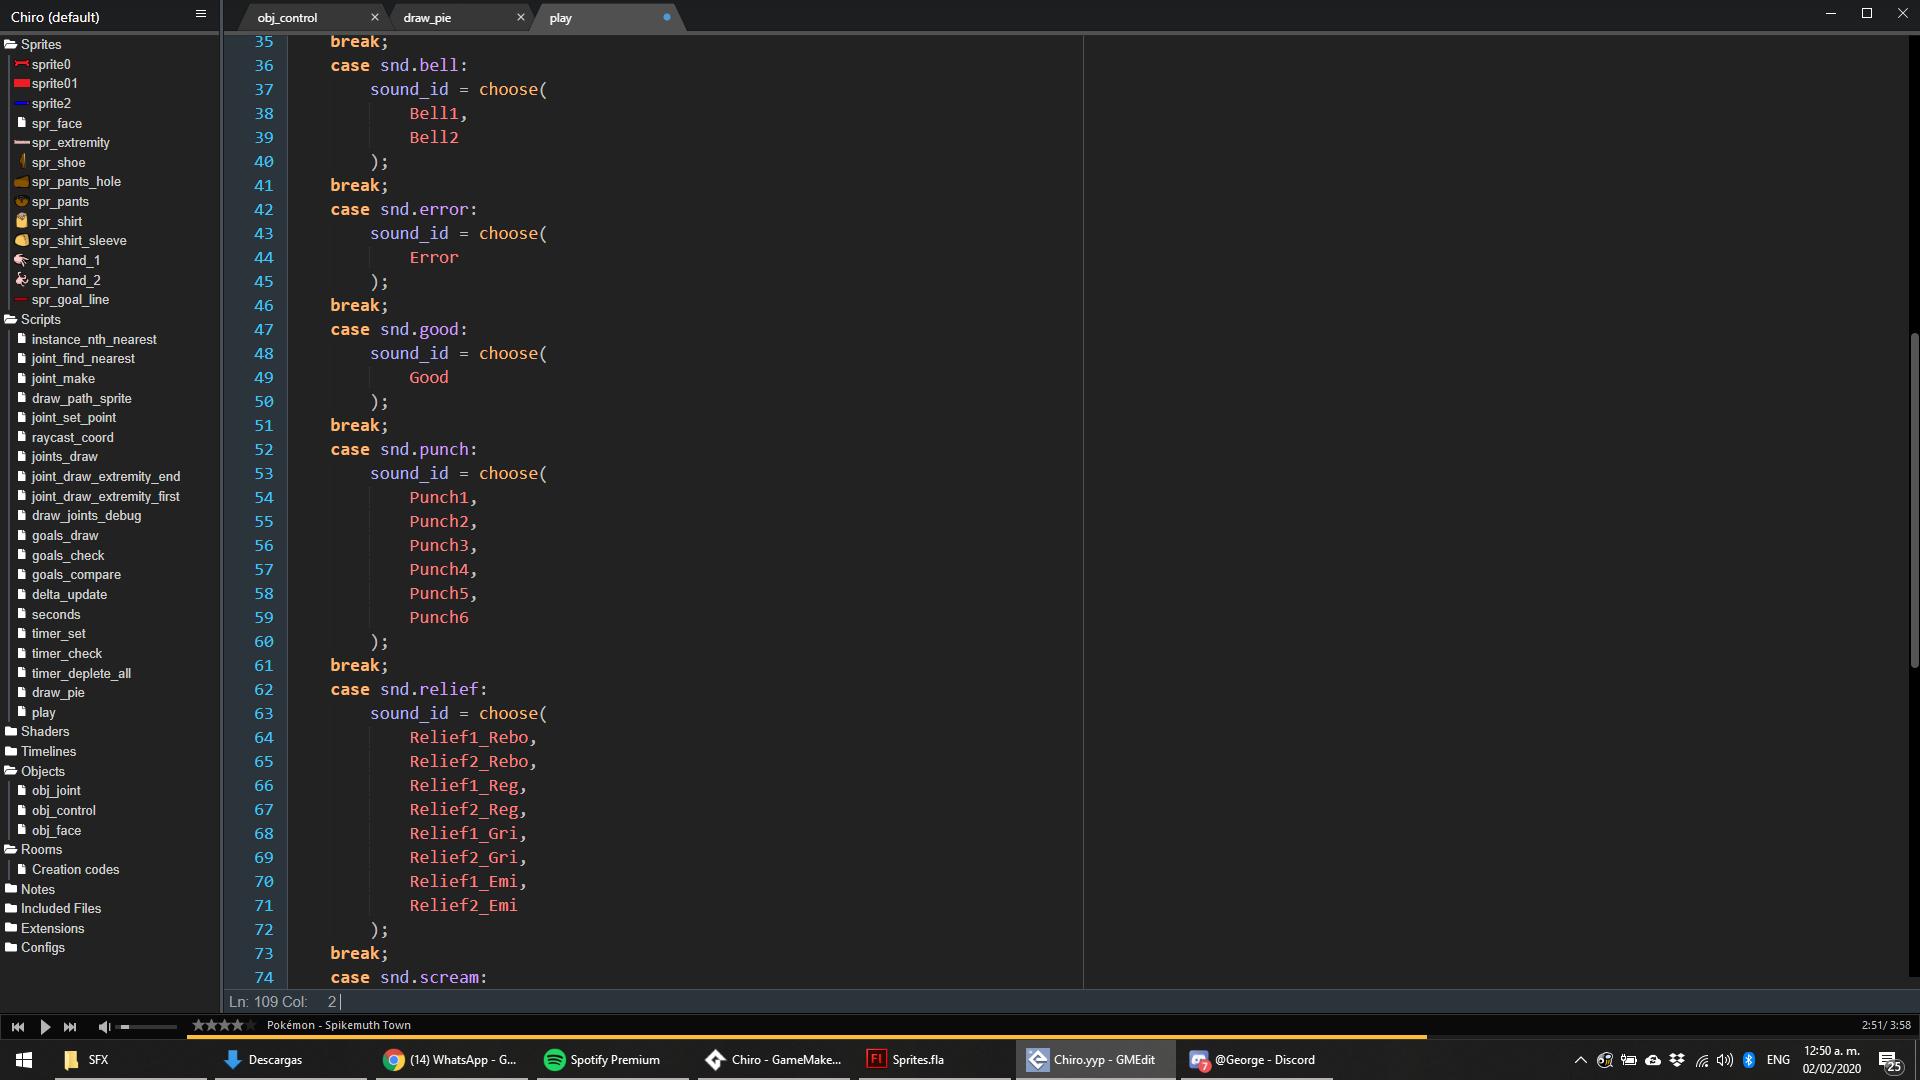 Chiro (default)
obj_control
draw_pie
play
Sprites
sprite0
sprite01
sprite2
spr_face
spr_extremity
spr_shoe
spr_pants_hole
spr_pants
spr_shirt
spr_shirt_sleeve
spr_hand_1
spr_hand_2
spr_goal_line
Scripts
instance_nth_nearest
joint_find_nearest
joint_make
draw_path_sprite
joint_set_point
raycast_coord
joints_draw
joint_draw_extremity_end
joint_draw_extremity_first
draw_joints_debug
goals_draw
goals_check
goals_compare
delta_update
seconds
timer_set
timer_check
timer_deplete_all
draw_pie
play
Shaders
Timelines
Objects
obj_joint
obj_control
obj_face
Rooms
Creation codes
Notes
Included Files
Extensions
Configs
35 break;
36 case snd.bell:
37 sound_id = choose(
38 Bell1,
39 Bell2
40 );
41 break;
42 case snd.error:
43 sound_id = choose(
44 Error
45 );
46 break;
47 case snd.good:
48 sound_id = choose(
49 Good
50 );
51 break;
52 case snd.punch:
53 sound_id = choose(
54 Punch1,
55 Punch2,
56 Punch3,
57 Punch4,
58 Punch5,
59 Punch6
60 );
61 break;
62 case snd.relief:
63 sound_id = choose(
64 Relief1_Rebo,
65 Relief2_Rebo,
66 Relief1_Reg,
67 Relief2_Reg,
68 Relief1_Gri,
69 Relief2_Gri,
70 Relief1_Emi,
71 Relief2_Emi
72 );
73 break;
74 case snd.scream:
Ln: 109 Col: 2
Pokémon - Spikemuth Town
2:51/ 3:58
SFX
Descargas
(14) WhatsApp - G...
Spotify Premium
Chiro - GameMake...
Fl
Sprites.fla
Chiro.yyp - GMEdit
7
@George - Discord
ENG
12:50 a. m.
02/02/2020
25